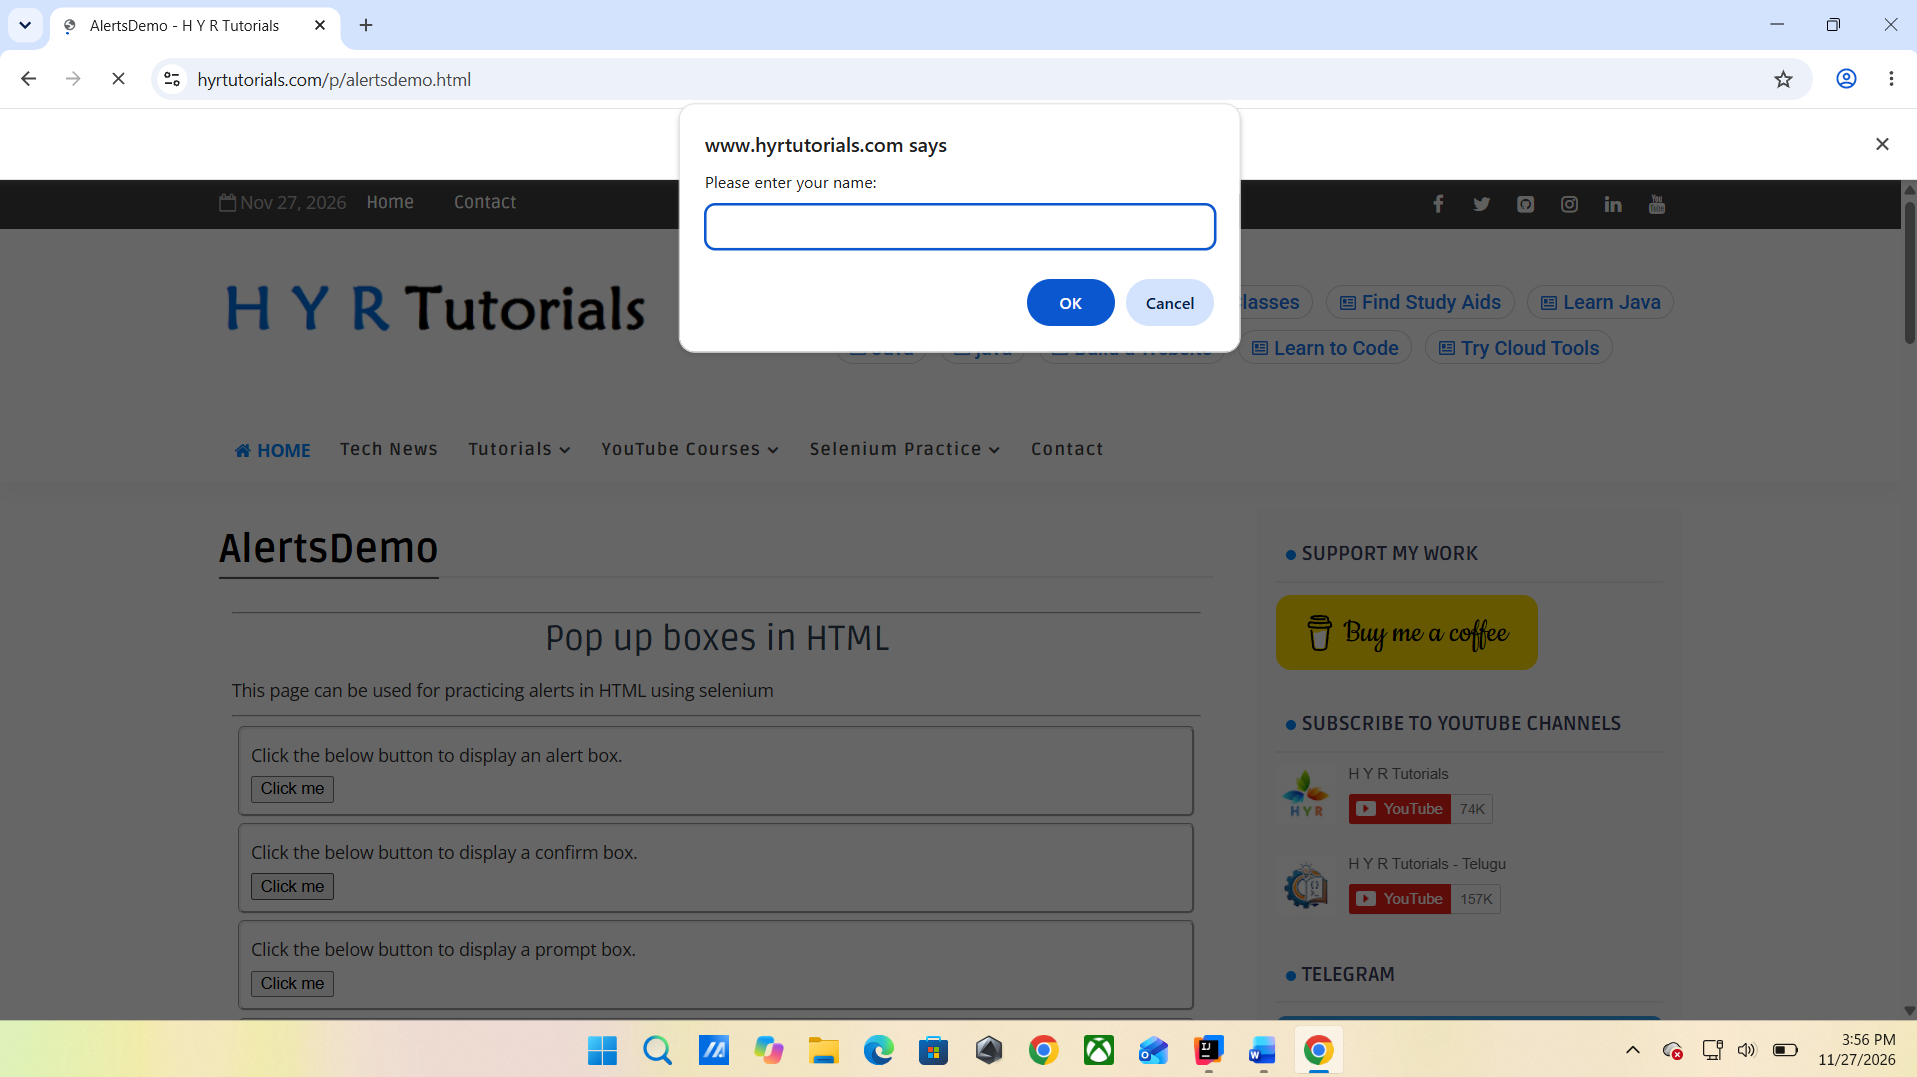 AlertsDemo - H Y R Tutorials
hyrtutorials.com/p/alertsdemo.html
www.hyrtutorials.com says
Please enter your name:
OK
Cancel
Nov 27, 2026
Home
Contact
You
Tube
H Y R Tutorials
Find Study Aids
Learn Java
Learn to Code
Try Cloud Tools
HOME
Tech News
Tutorials
YouTube Courses
Selenium Practice
Contact
AlertsDemo
Pop up boxes in HTML
This page can be used for practicing alerts in HTML using selenium
Click the below button to display an alert box.
Click me
Click the below button to display a confirm box.
Click me
Click the below button to display a prompt box.
Click me
SUPPORT MY WORK
Buy me a coffee
SUBSCRIBE TO YOUTUBE CHANNELS
HYR
H Y R Tutorials
YouTube
74K
H Y R Tutorials - Telugu
YouTube
157K
TELEGRAM
3:56 PM
11/27/2026